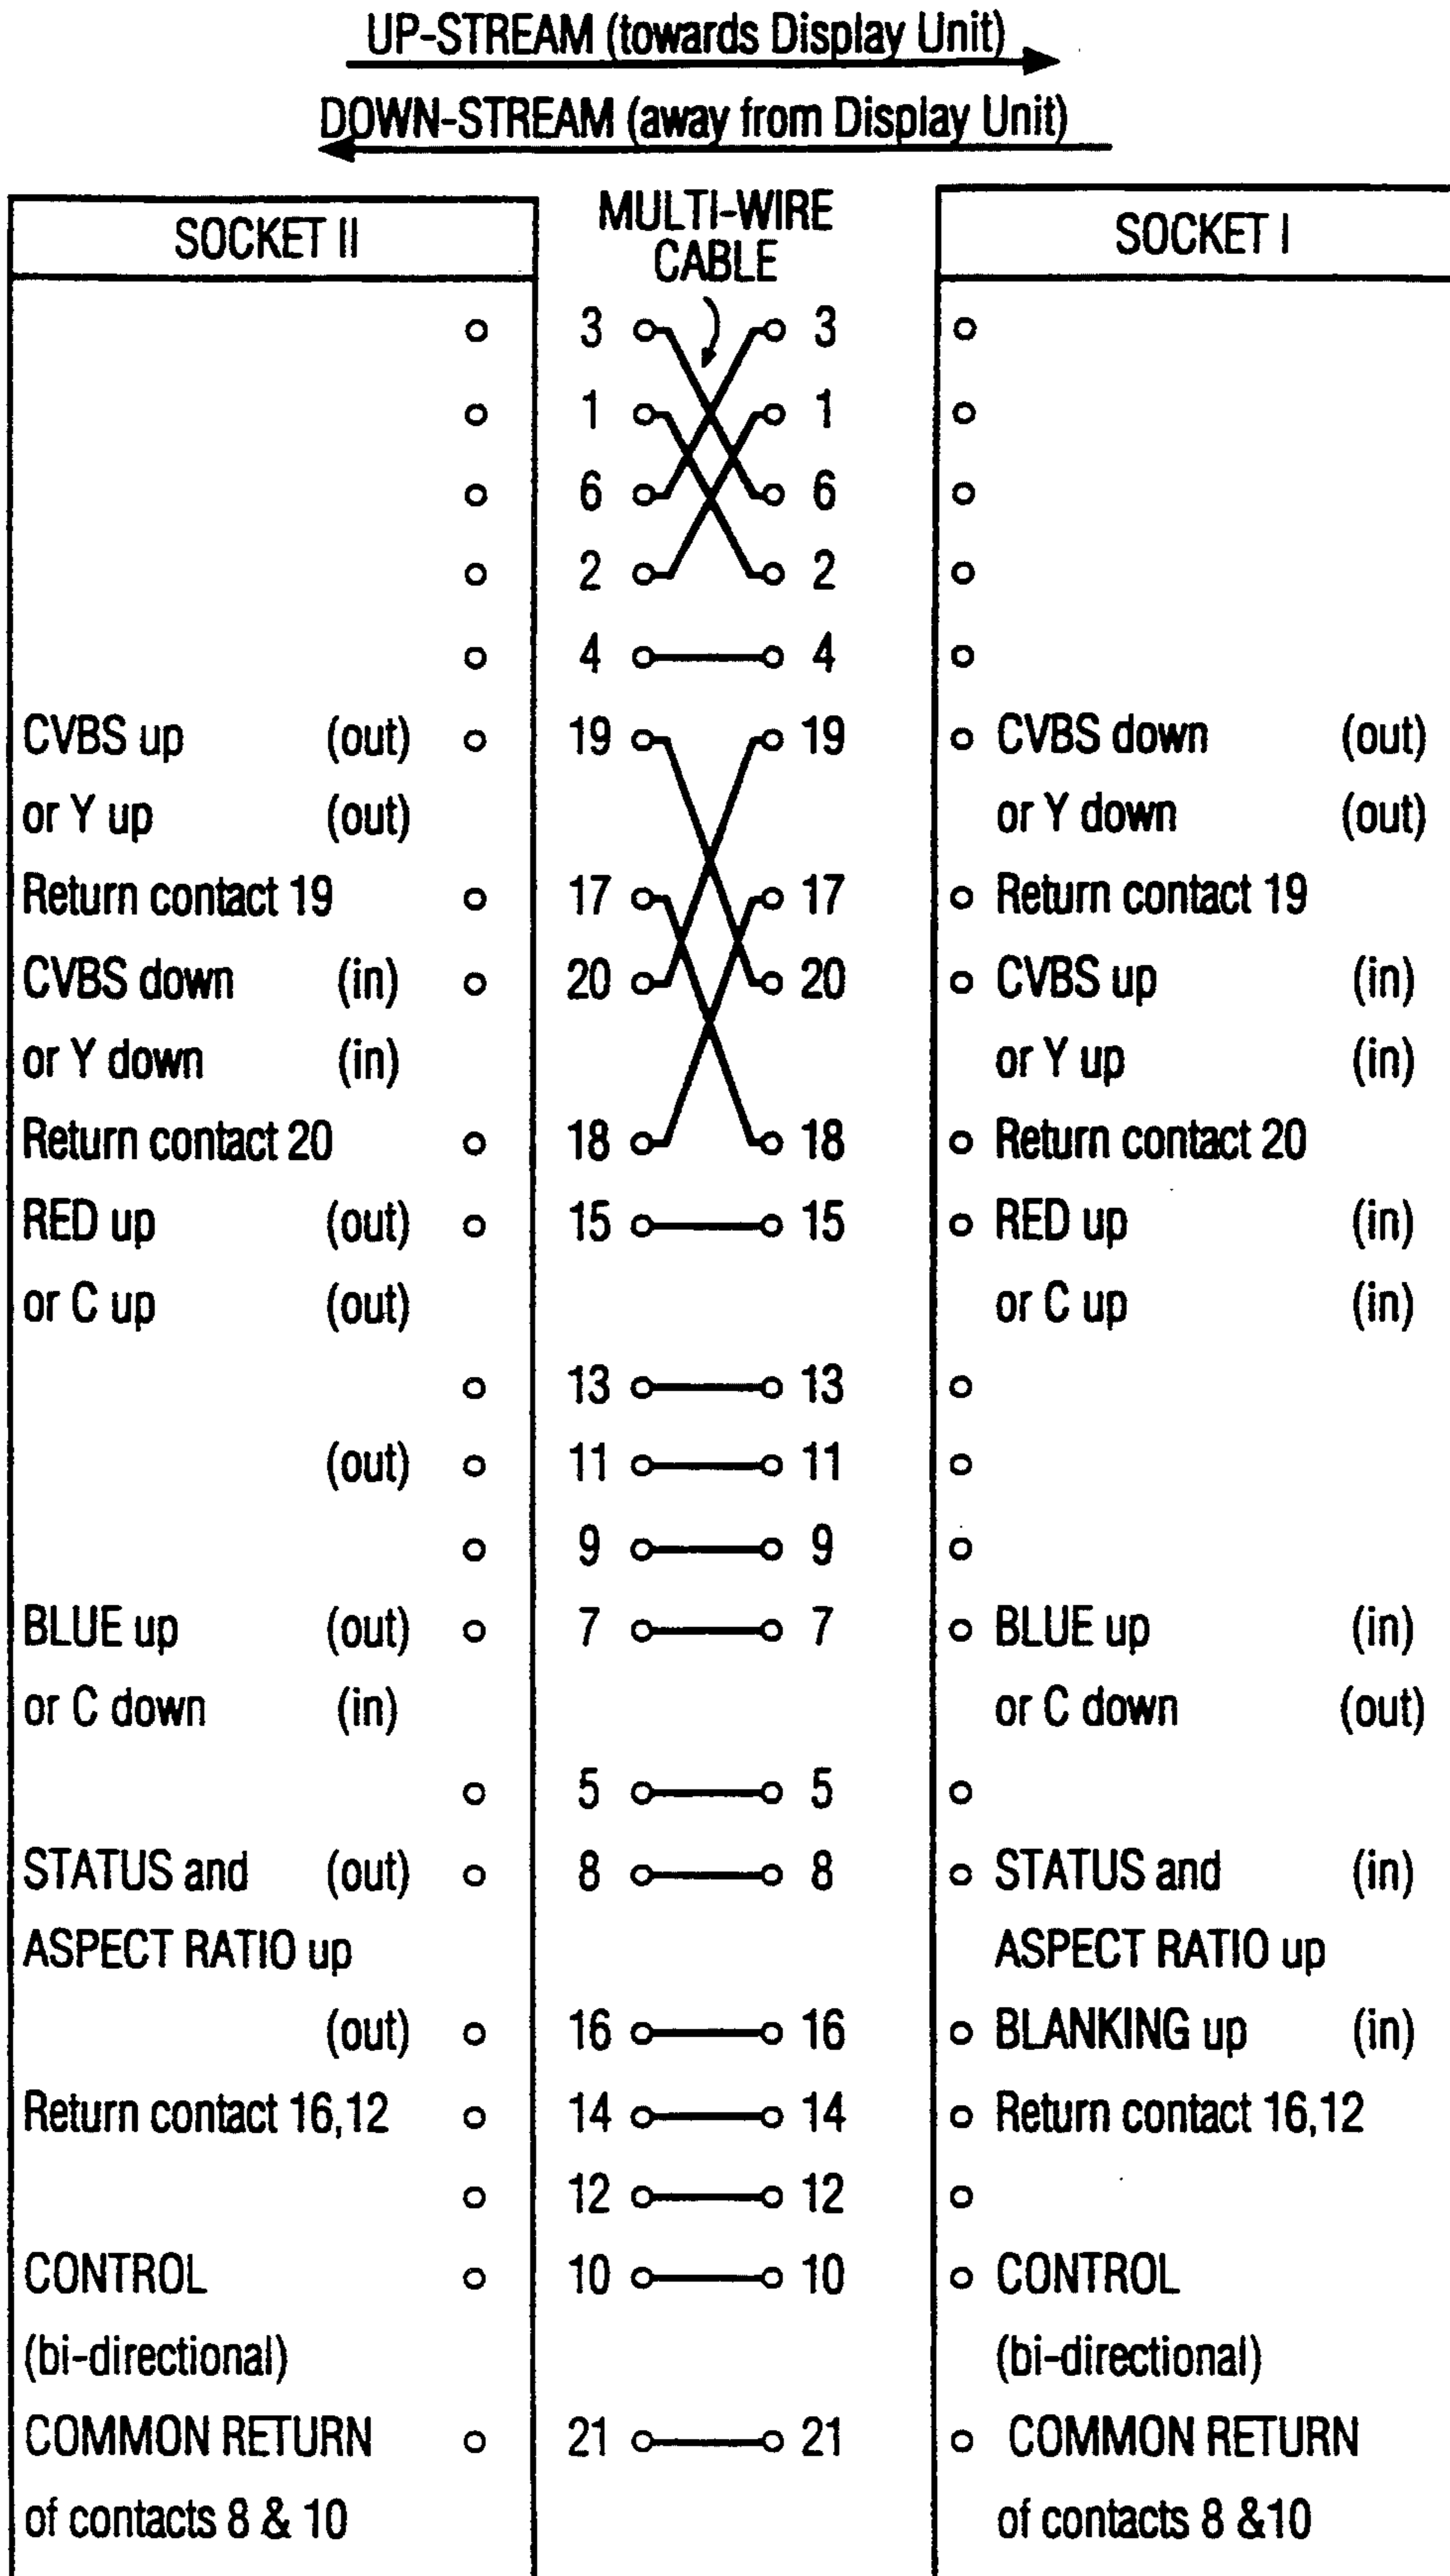 UP-STREAM (towards Display Unit)
DOWN-STREAM (away from Display Unit)
SOCKET II MULTI-WIRE CABLE SOCKET I
3 3
1 1
6 6
2 2
4 4
CVBS up (out) 19 19 CVBS down (out)
or Y up (out) or Y down (out)
Return contact 19 17 17 Return contact 19
CVBS down (in) 20 20 CVBS up (in)
or Y down (in) or Y up (in)
Return contact 20 18 18 Return contact 20
RED up (out) 15 15 RED up (in)
or C up (out) or C up (in)
13 13
(out) 11 11
9 9
BLUE up (out) 7 7 BLUE up (in)
or C down (in) or C down (out)
5 5
STATUS and (out) 8 8 STATUS and (in)
ASPECT RATIO up ASPECT RATIO up
(out) 16 16 BLANKING up (in)
Return contact 16,12 14 14 Return contact 16,12
12 12
CONTROL 10 10 CONTROL
(bi-directional) (bi-directional)
COMMON RETURN 21 21 COMMON RETURN
of contacts 8 & 10 of contacts 8 &10